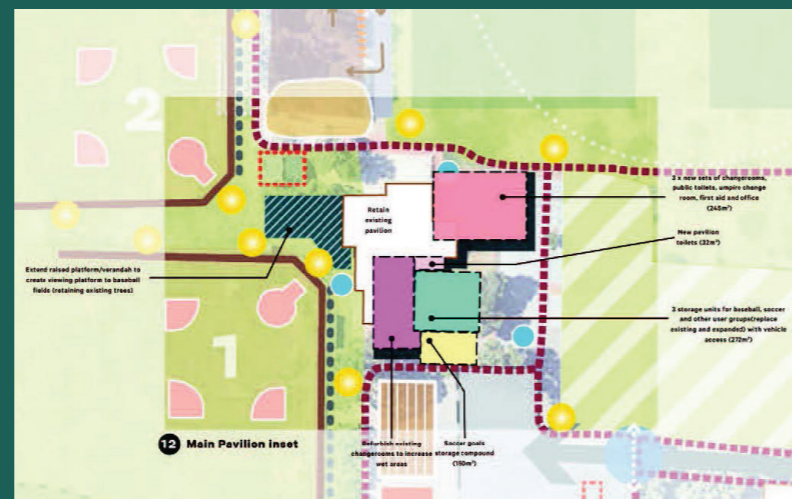 2
Retain
existing
pavilion
2 x new sets of changerooms,
public toilets, umpire change
room, first aid and office
(245m²)
New pavilion
toilets (32m²)
Extend raised platform/verandah to
create viewing platform to baseball
fields (retaining existing trees)
3 storage units for baseball, soccer
and other user groups(replace
existing and expanded) with vehicle
access (272m²)
1
12 Main Pavilion inset
Refurbish existing
changerooms to increase
wet areas
Soccer goals
storage compound
(150m²)